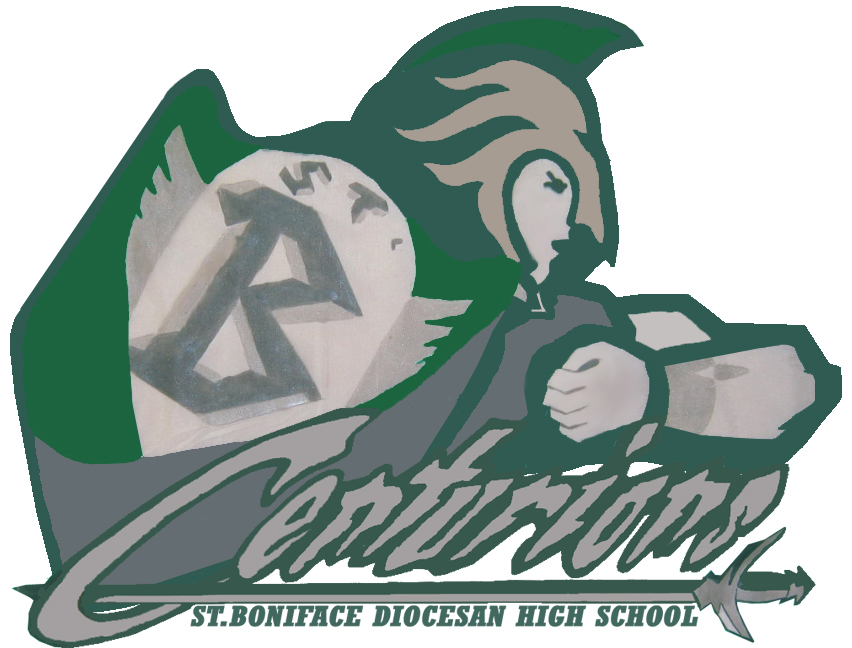 ST.
B
Centurions
ST.BONIFACE DIOCESAN HIGH SCHOOL